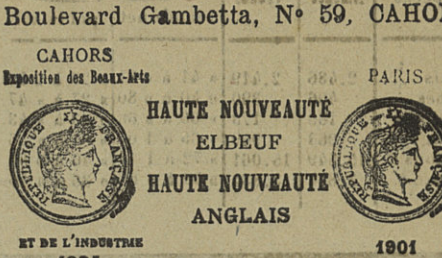 Boulevard Gambetta, N° 59, CAHO
CAHORS
Exposition des Beaux-Arts
PARIS
HAUTE NOUVEAUTÉ
ELBEUF
HAUTE NOUVEAUTÉ
ANGLAIS
RÉPUBLIQUE FRANÇAISE
RÉPUBLIQUE FRANÇAISE
ET DE L'INDUSTRIE
1901